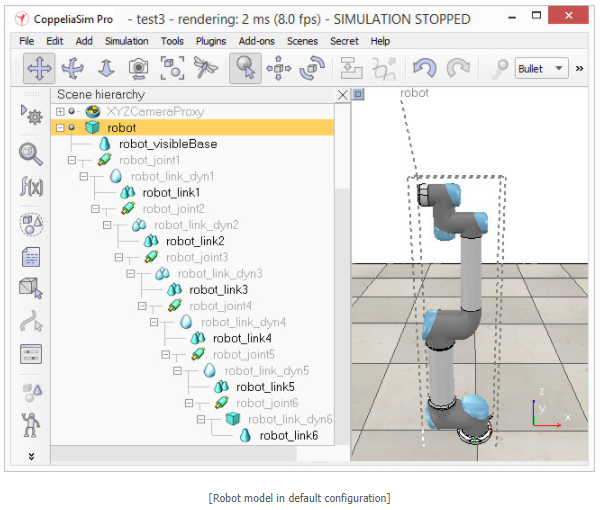 CoppeliaSim Pro - test3 - rendering: 2 ms (8.0 fps) - SIMULATION STOPPED
File Edit Add Simulation Tools Plugins Add-ons Scenes Secret Help
Bullet »
Scene hierarchy
robot
XYZCameraProxy
robot
robot_visibleBase
robot_joint1
robot_link_dyn1
robot_link1
robot_joint2
robot_link_dyn2
robot_link2
robot_joint3
robot_link_dyn3
robot_link3
robot_joint4
robot_link_dyn4
robot_link4
robot_joint5
robot_link_dyn5
robot_link5
robot_joint6
robot_link_dyn6
robot_link6
f(x)
z
y
x
[Robot model in default configuration]